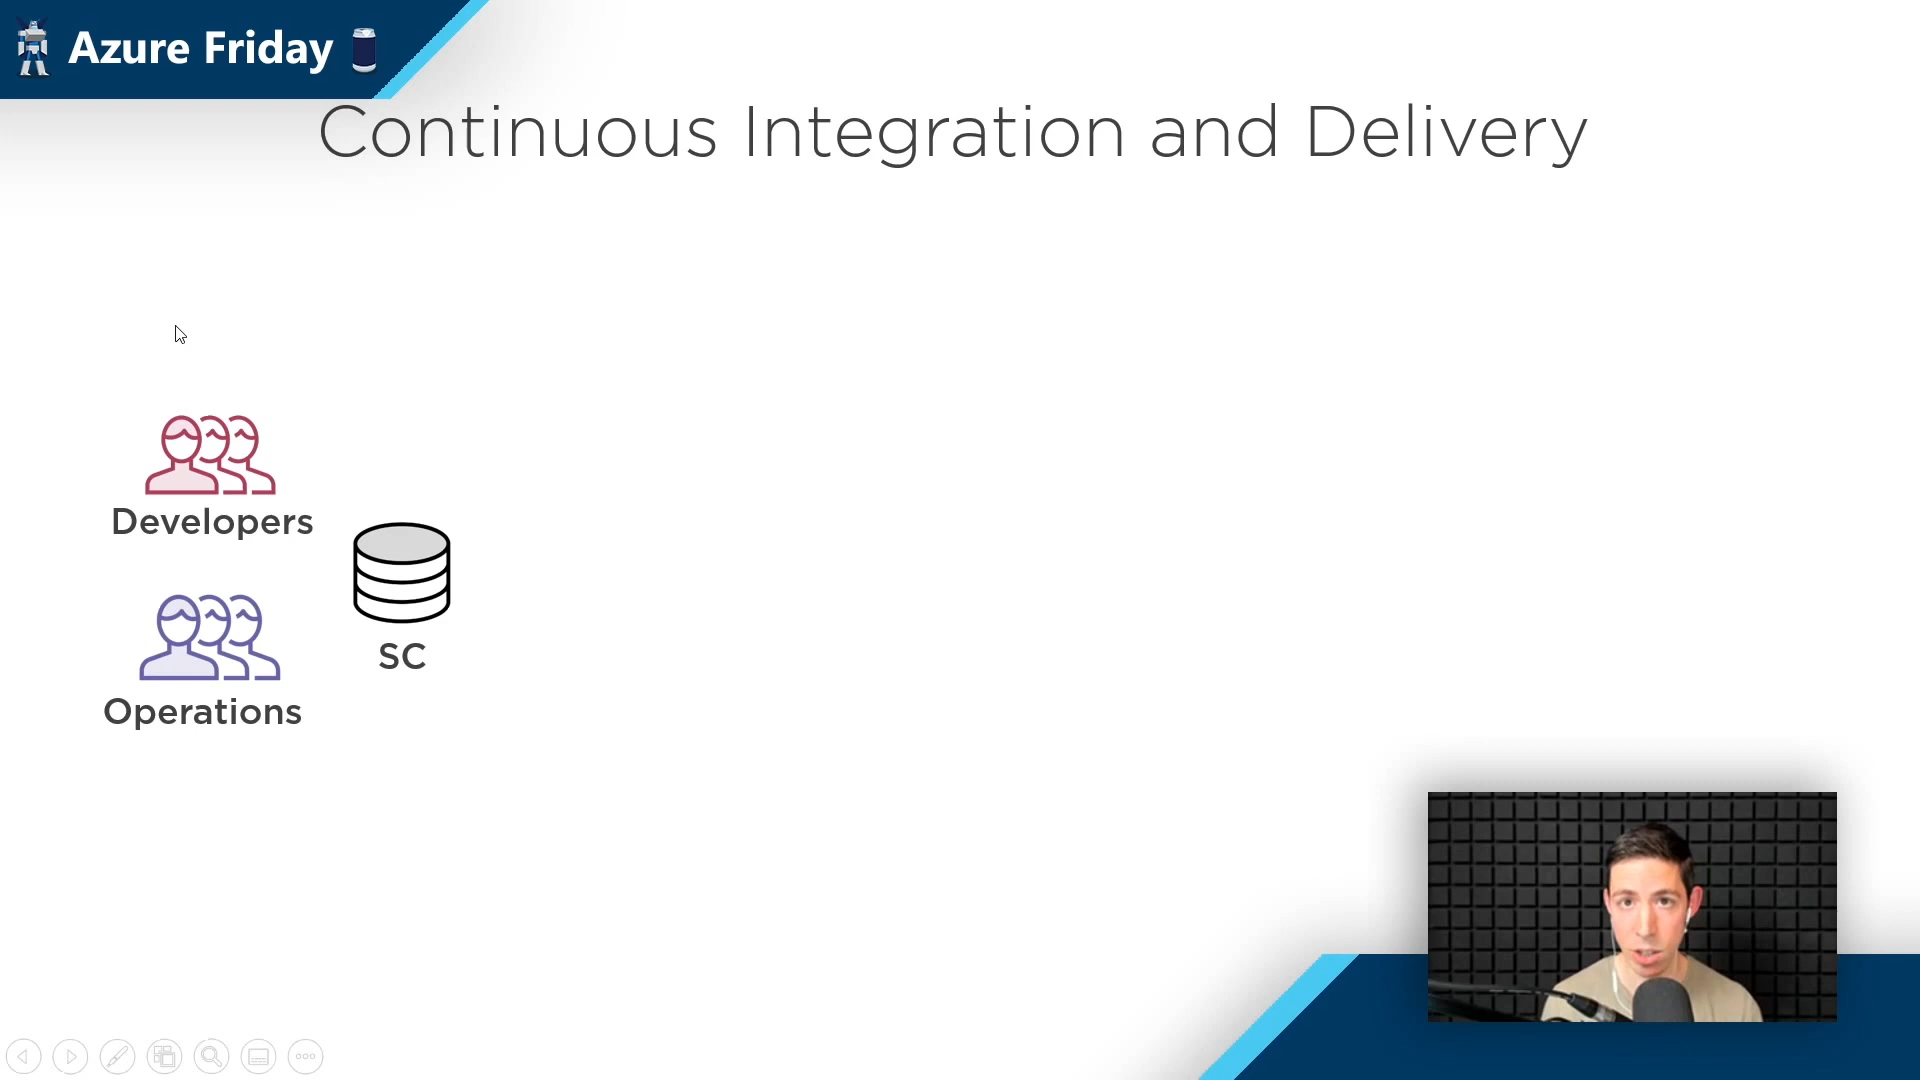 Azure Friday
Continuous Integration and Delivery
Developers
SC
Operations